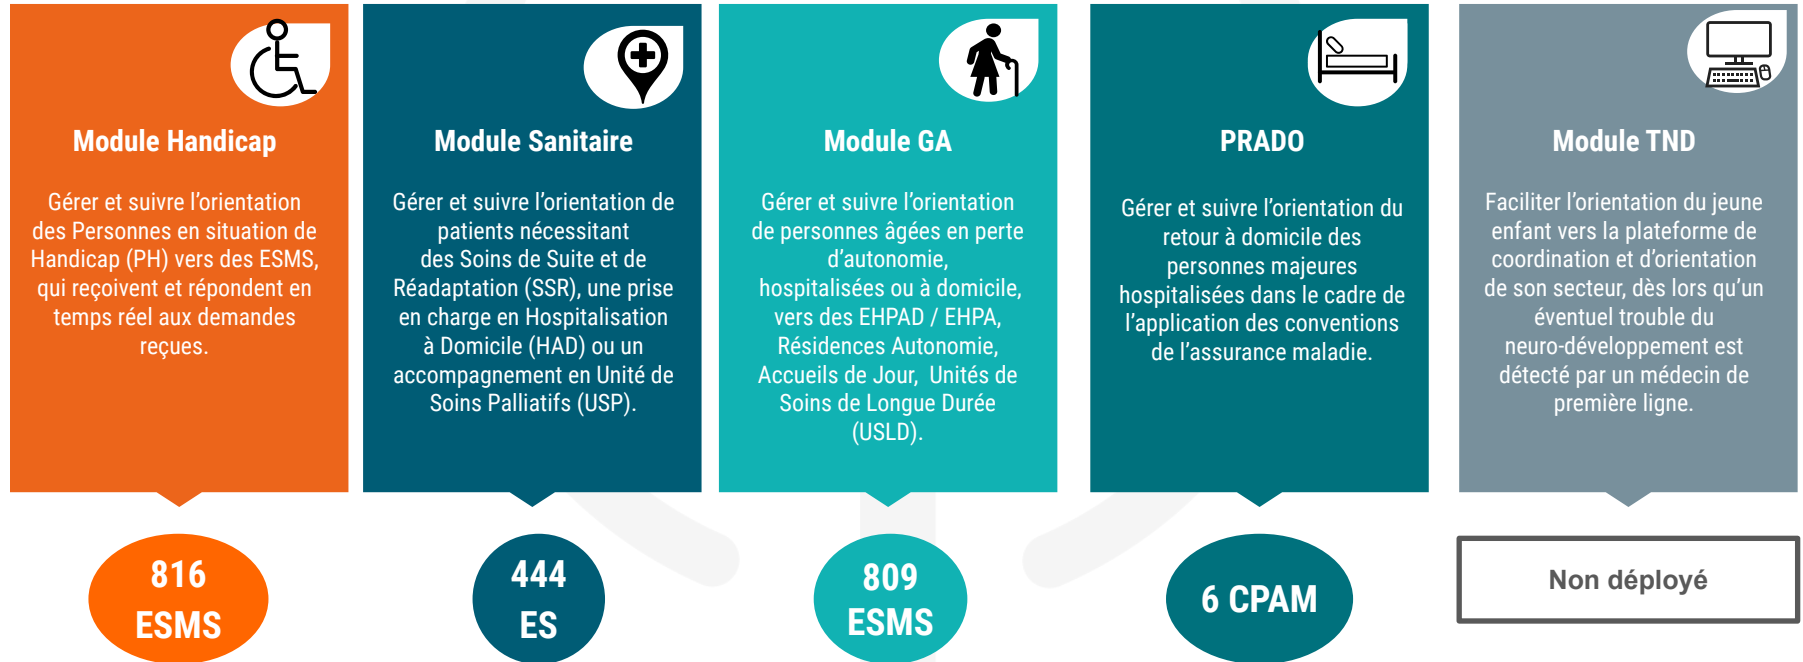 Module Handicap
Gérer et suivre l’orientation
des Personnes en situation de
Handicap (PH) vers des ESMS,
qui reçoivent et répondent en
temps réel aux demandes
reçues.
816
ESMS
Module Sanitaire
Gérer et suivre l’orientation de
patients nécessitant
des Soins de Suite et de
Réadaptation (SSR), une prise
en charge en Hospitalisation
à Domicile (HAD) ou un
accompagnement en Unité de
Soins Palliatifs (USP).
444
ES
Module GA
Gérer et suivre l’orientation
de personnes âgées en perte
d’autonomie,
hospitalisées ou à domicile,
vers des EHPAD / EHPA,
Résidences Autonomie,
Accueils de Jour, Unités de
Soins de Longue Durée
(USLD).
809
ESMS
PRADO
Gérer et suivre l’orientation du
retour à domicile des
personnes majeures
hospitalisées dans le cadre de
l’application des conventions
de l’assurance maladie.
6 CPAM
Module TND
Faciliter l’orientation du jeune
enfant vers la plateforme de
coordination et d’orientation
de son secteur, dès lors qu’un
éventuel trouble du
neuro-développement est
détecté par un médecin de
première ligne.
Non déployé